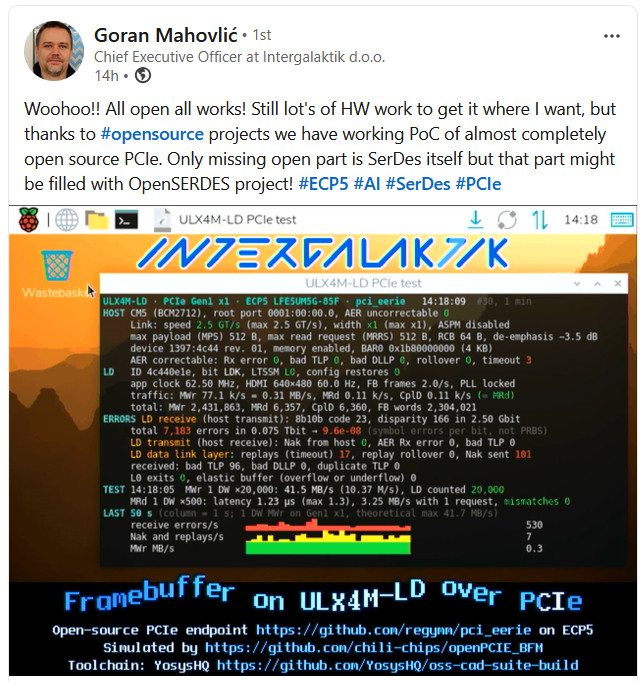 Goran Mahovlić • 1st
Chief Executive Officer at Intergalaktik d.o.o.
14h •
Woohoo!! All open all works! Still lot's of HW work to get it where I want, but
thanks to #opensource projects we have working PoC of almost completely
open source PCIe. Only missing open part is SerDes itself but that part might
be filled with OpenSERDES project! #ECP5 #AI #SerDes #PCIe
ULX4M-LD PCIe test
14:18
INTERGALAKTIK
Wastebasket
ULX4M-LD PCIe test
ULX4M-LD · PCIe Gen1 x1 · ECP5 LFE5UM5G-85F · pci_eerie 14:18:09 #30, 1 min
HOST CM5 (BCM2712), root port 0001:00:00.0, AER uncorrectable 0
Link: speed 2.5 GT/s (max 2.5 GT/s), width x1 (max x1), ASPM disabled
max payload (MPS) 512 B, max read request (MRRS) 512 B, RCB 64 B, de-emphasis -3.5 dB
device 1397:4c44 rev. 01, memory enabled, BAR0 0x1b80000000 (4 KB)
AER correctable: Rx error 0, bad TLP 0, bad DLLP 0, rollover 0, timeout 3
LD ID 4c440e1e, bit LDK, LTSSM L0, config restores 0
app clock 62.50 MHz, HDMI 640x480 60.0 Hz, FB frames 2.0/s, PLL locked
traffic: MWr 77.1 k/s = 0.31 MB/s, MRd 0.11 k/s, CplD 0.11 k/s (= MRd)
total: MWr 2,431,863, MRd 6,357, CplD 6,360, FB words 2,304,021
ERRORS LD receive (host transmit): 8b10b code 23, disparity 166 in 2.50 Gbit
total 7,183 errors in 0.075 Tbit → 9.6e-08 (symbol errors per bit, not PRBS)
LD transmit (host receive): Nak from host 0, AER Rx error 0, bad TLP 0
LD data link layer: replays (timeout) 17, replay rollover 0, Nak sent 101
received: bad TLP 96, bad DLLP 0, duplicate TLP 0
L0 exits 0, elastic buffer (overflow or underflow) 0
TEST 14:18:05 MWr 1 DW ×20,000: 41.5 MB/s (10.37 M/s), LD counted 20,000
MRd 1 DW ×500: latency 1.23 µs (max 1.3), 3.25 MB/s with 1 request, mismatches 0
LAST 50 s (column = 1 s; 1 DW MWr on Gen1 x1, theoretical max 41.7 MB/s)
receive errors/s 530
Nak and replays/s 7
MWr MB/s 0.3
Framebuffer on ULX4M-LD over PCIe
Open-source PCIe endpoint https://github.com/regymm/pci_eerie on ECP5
Simulated by https://github.com/chili-chips/openPCIE_BFM
Toolchain: YosysHQ https://github.com/YosysHQ/oss-cad-suite-build